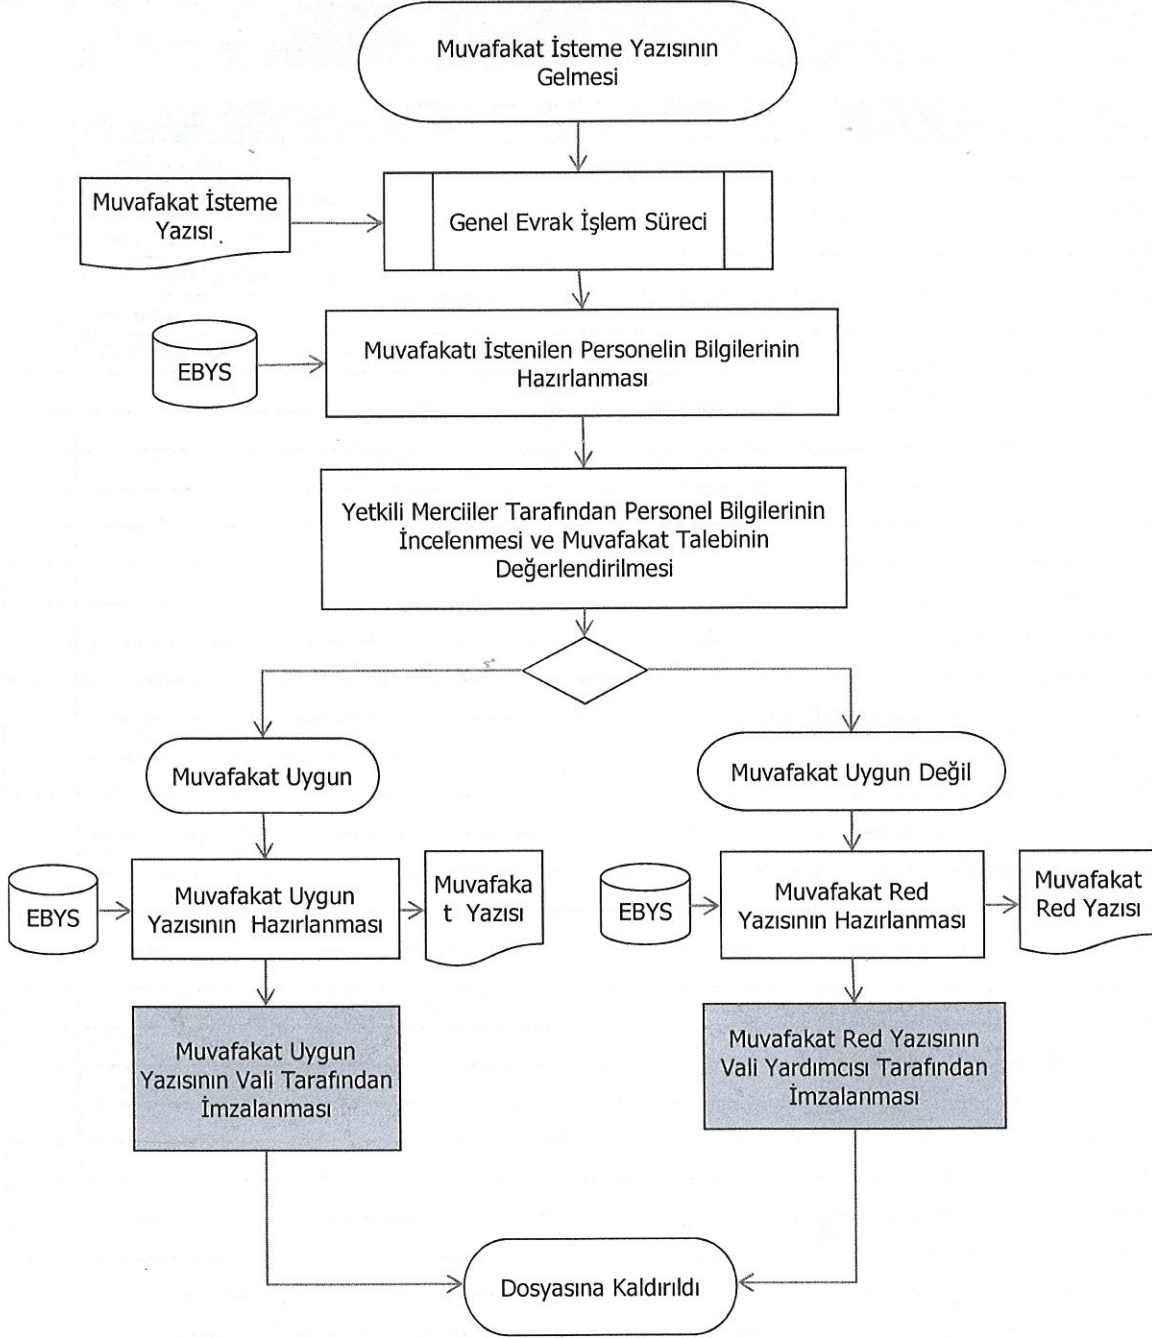 Muvafakat İsteme Yazısının
Gelmesi
Muvafakat İsteme
Yazısı
Genel Evrak İşlem Süreci
EBYS
Muvafakatı İstenilen Personelin Bilgilerinin
Hazırlanması
Yetkili Merciiler Tarafından Personel Bilgilerinin
İncelenmesi ve Muvafakat Talebinin
Değerlendirilmesi
Muvafakat Uygun
Muvafakat Uygun Değil
EBYS
Muvafakat Uygun
Yazısının Hazırlanması
Muvafaka
t Yazısı
EBYS
Muvafakat Red
Yazısının Hazırlanması
Muvafakat
Red Yazısı
Muvafakat Uygun
Yazısının Vali Tarafından
İmzalanması
Muvafakat Red Yazısının
Vali Yardımcısı Tarafından
İmzalanması
Dosyasına Kaldırıldı